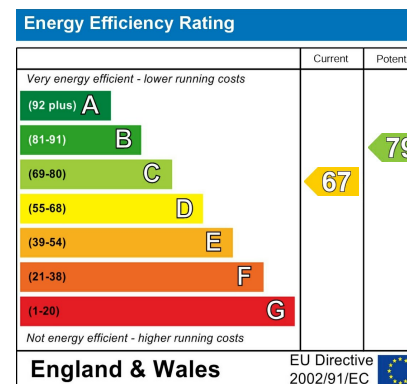 Energy Efficiency Rating
Current Potent
Very energy efficient - lower running costs
(92 plus) A
(81-91) B
79
(69-80) C
67
(55-68) D
(39-54) E
(21-38) F
(1-20) G
Not energy efficient - higher running costs
England & Wales
EU Directive
2002/91/EC